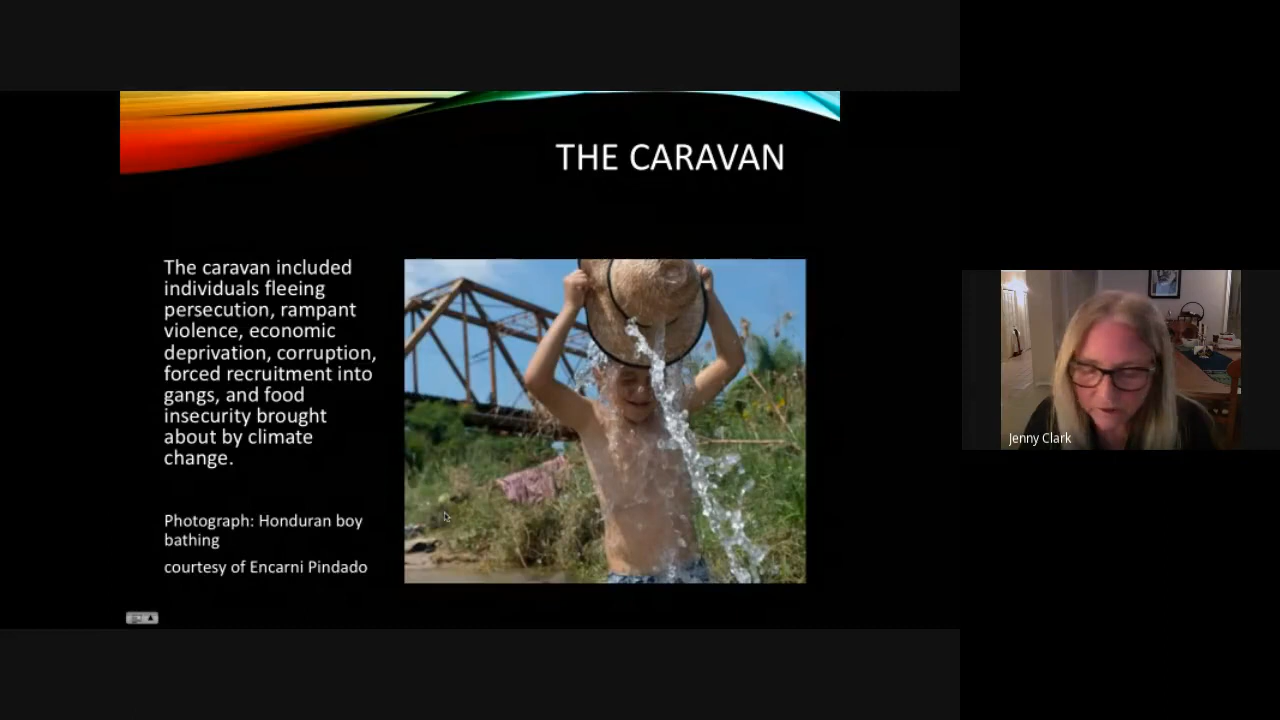 THE CARAVAN
The caravan included
individuals fleeing
persecution, rampant
violence, economic
deprivation, corruption,
forced recruitment into
gangs, and food
insecurity brought
about by climate
change.
Photograph: Honduran boy
bathing
courtesy of Encarni Pindado
Jenny Clark